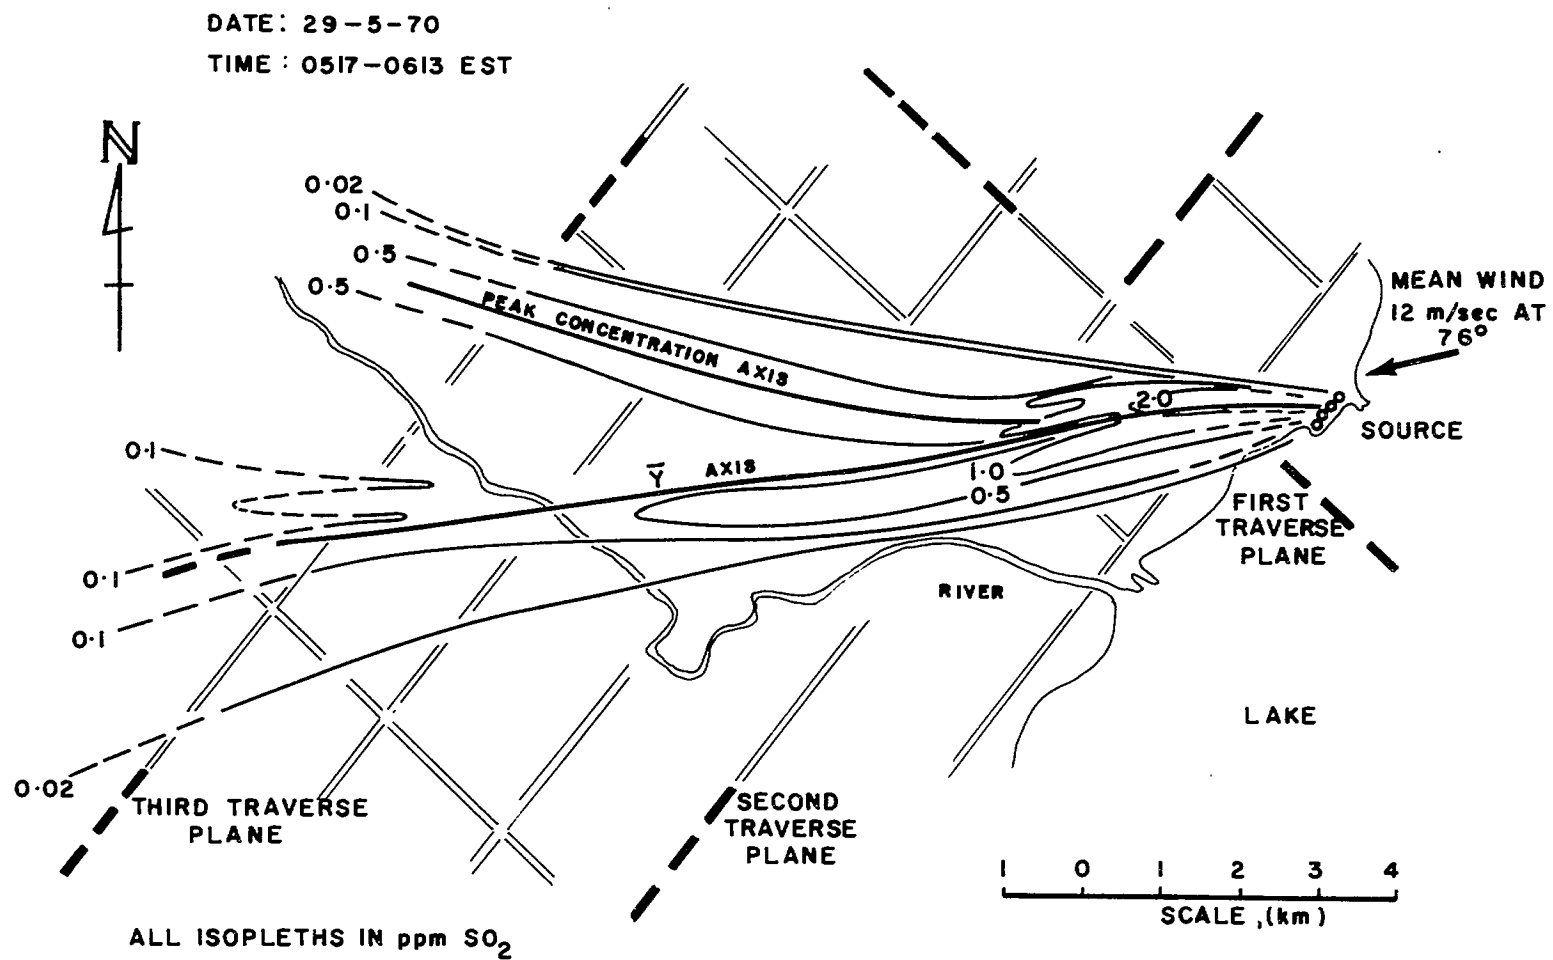 DATE: 29-5-70
TIME: 0517-0613 EST
N
0.02
0.1
0.5
0.5
PEAK CONCENTRATION AXIS
MEAN WIND
12 m/sec AT
76°
2.0
SOURCE
0.1
Y̅ AXIS
1.0
0.5
FIRST
TRAVERSE
PLANE
0.1
0.1
RIVER
LAKE
0.02
THIRD TRAVERSE
PLANE
SECOND
TRAVERSE
PLANE
1 0 1 2 3 4
SCALE, (km)
ALL ISOPLETHS IN ppm SO₂